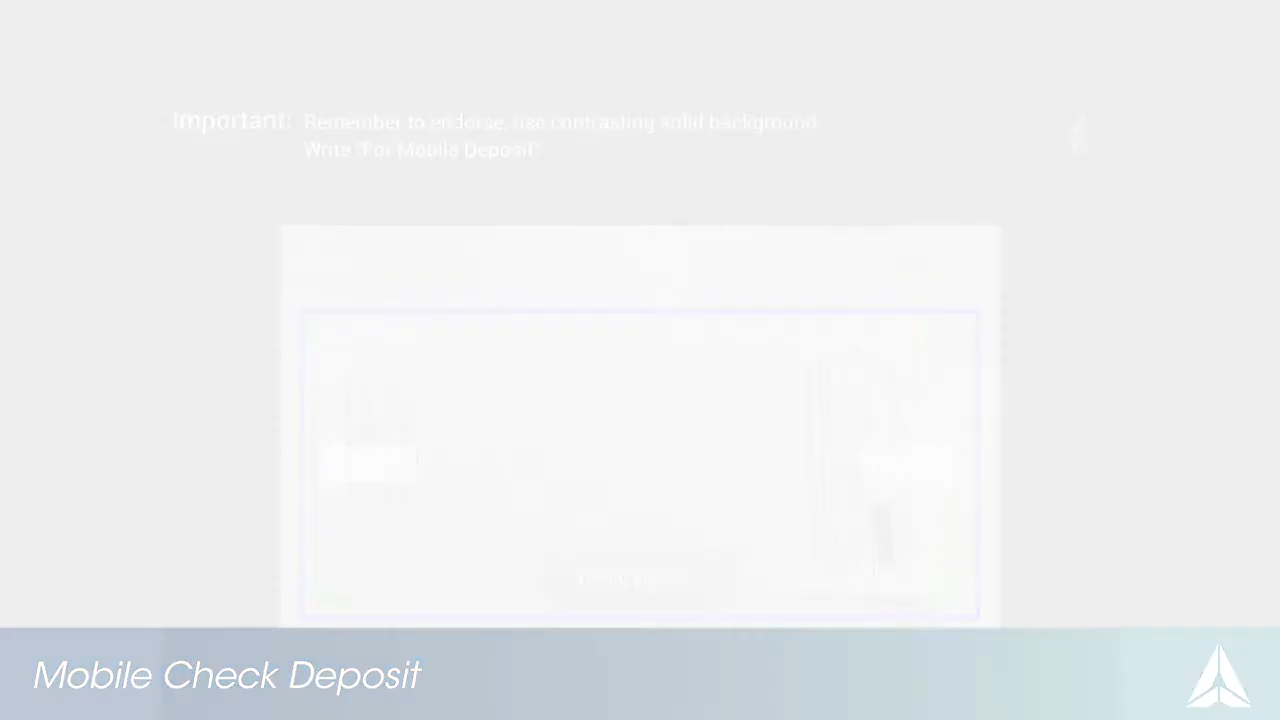 Important: Remember to endorse, use contrasting solid background
Write "For Mobile Deposit"
Mobile Check Deposit